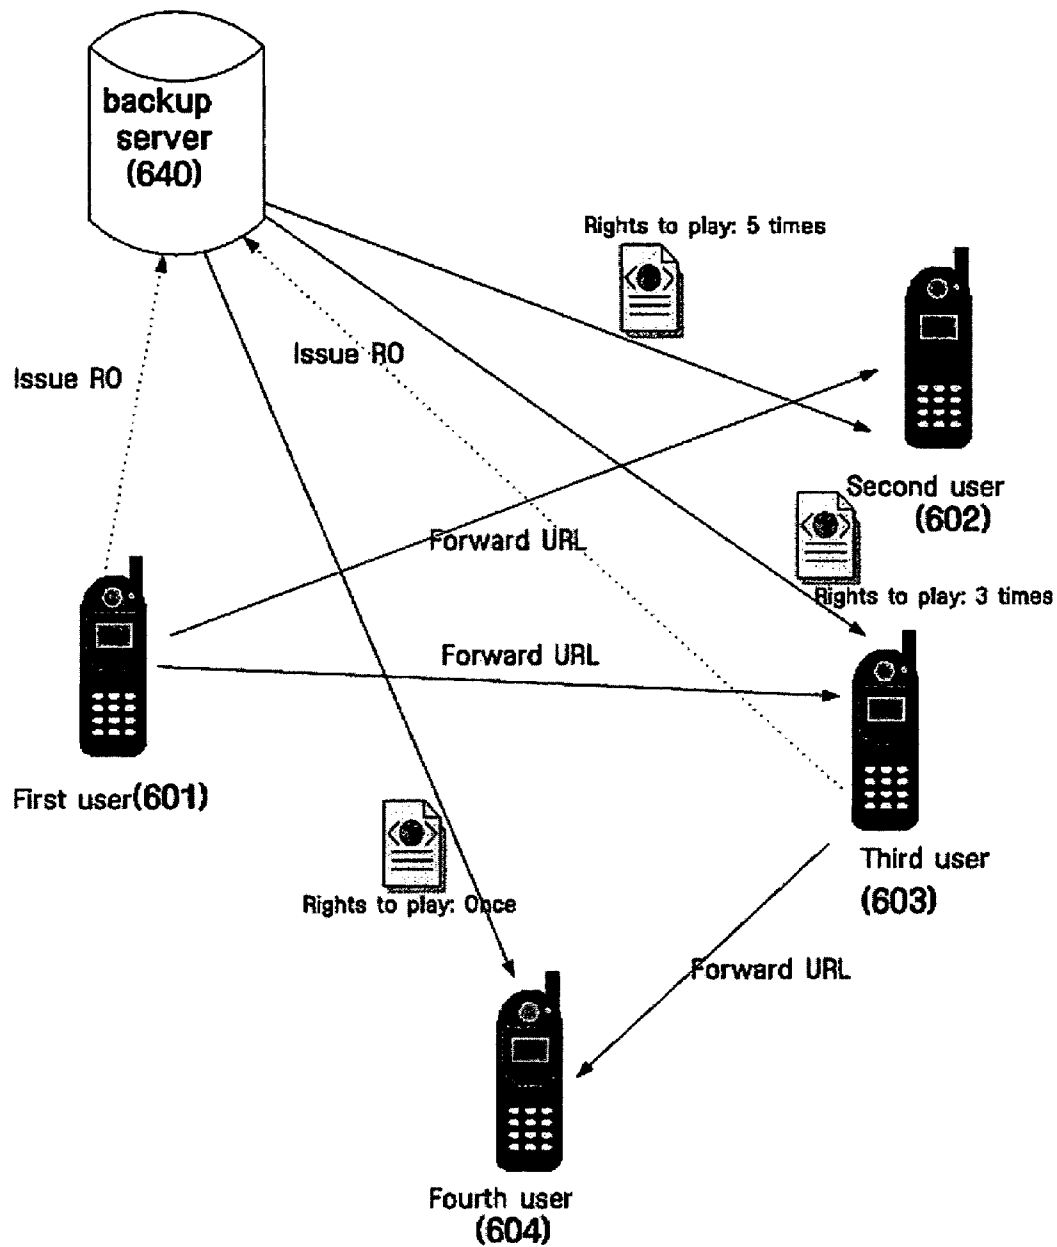 backup
server
(640)
Rights to play: 5 times
Issue RO
Issue RO
Second user
(602)
Forward URL
Rights to play: 3 times
Forward URL
First user(601)
Third user
(603)
Rights to play: Once
Forward URL
Fourth user
(604)